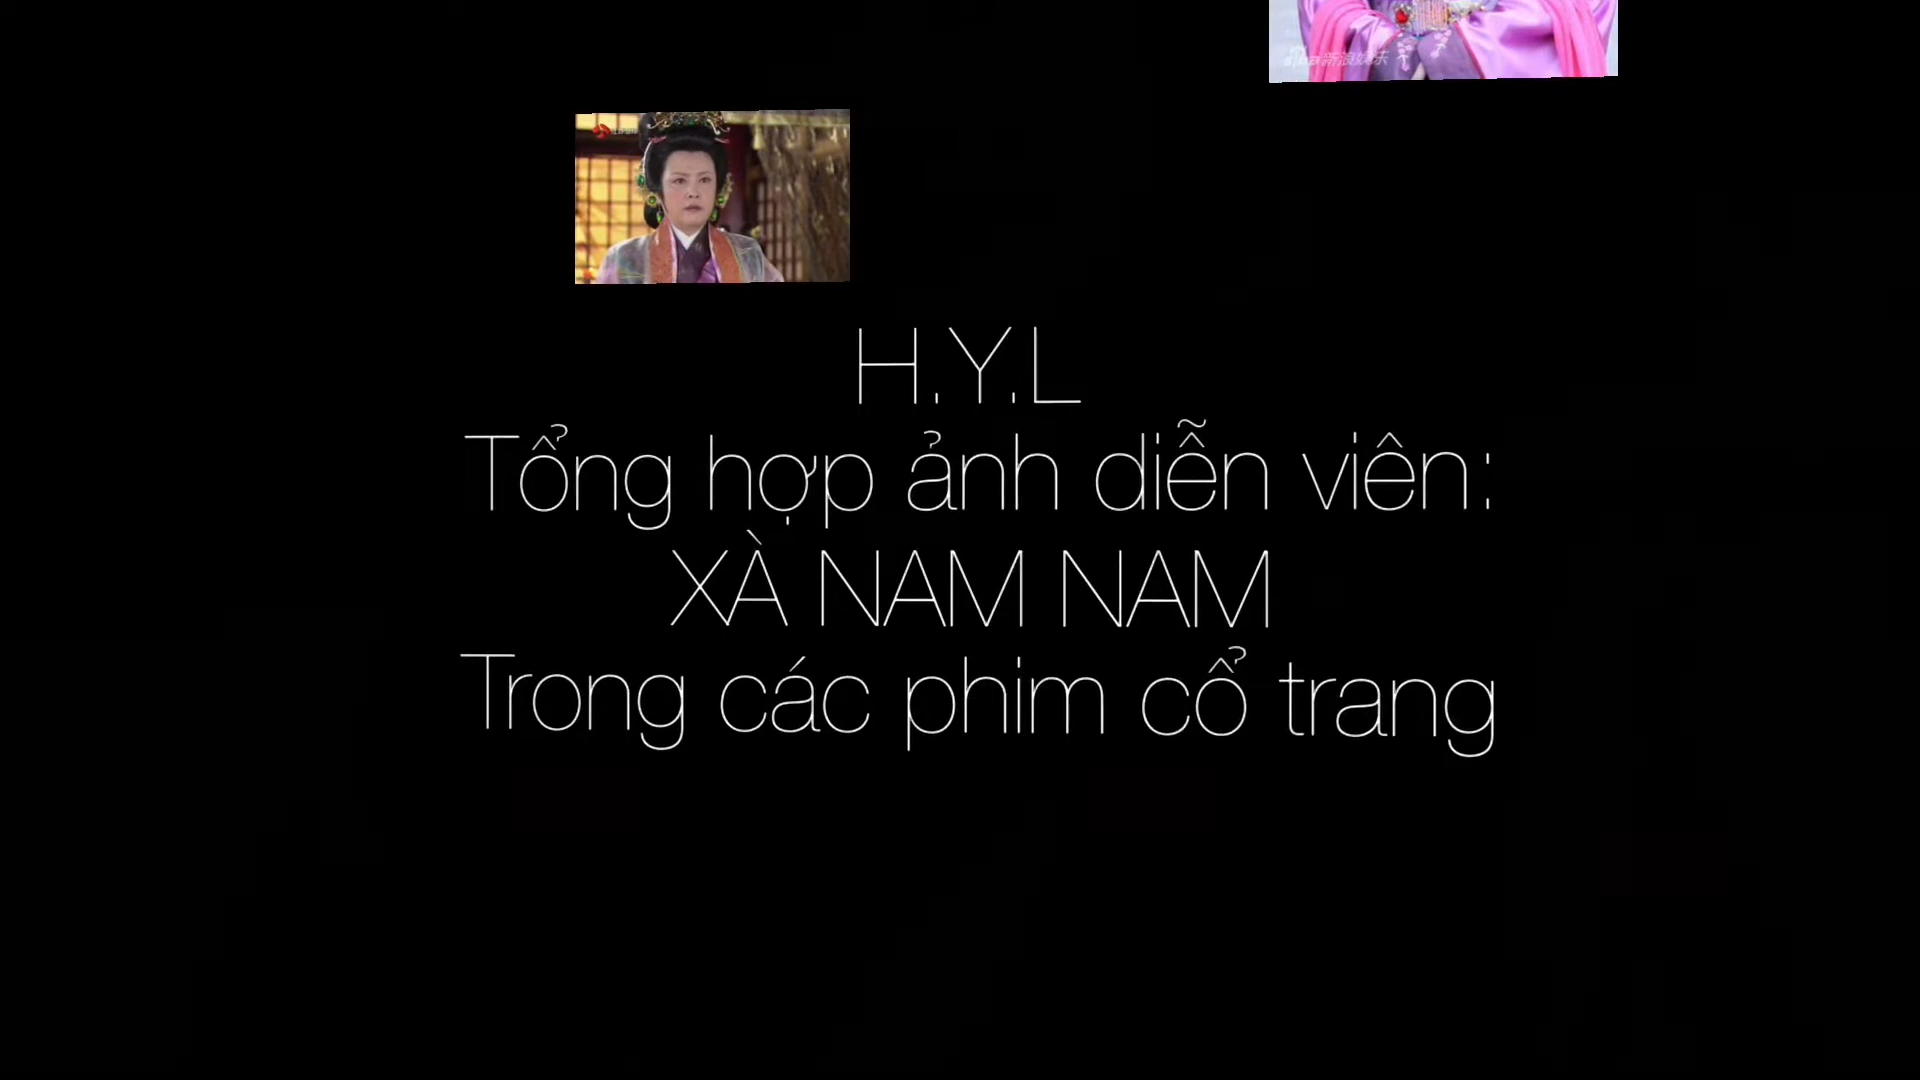 H.Y.L
Tổng hợp ảnh diễn viên:
XÀ NAM NAM
Trong các phim cổ trang